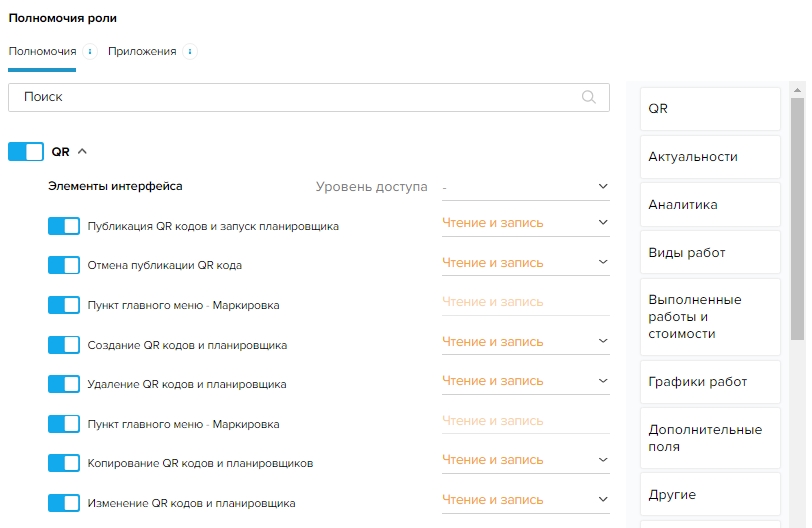 Полномочия роли
Полномочия Приложения
Поиск
QR
Элементы интерфейса Уровень доступа -
Публикация QR кодов и запуск планировщика Чтение и запись
Отмена публикации QR кода Чтение и запись
Пункт главного меню - Маркировка Чтение и запись
Создание QR кодов и планировщика Чтение и запись
Удаление QR кодов и планировщика Чтение и запись
Пункт главного меню - Маркировка Чтение и запись
Копирование QR кодов и планировщиков Чтение и запись
Изменение QR кодов и планировщика Чтение и запись
QR
Актуальности
Аналитика
Виды работ
Выполненные
работы и
стоимости
Графики работ
Дополнительные
поля
Другие